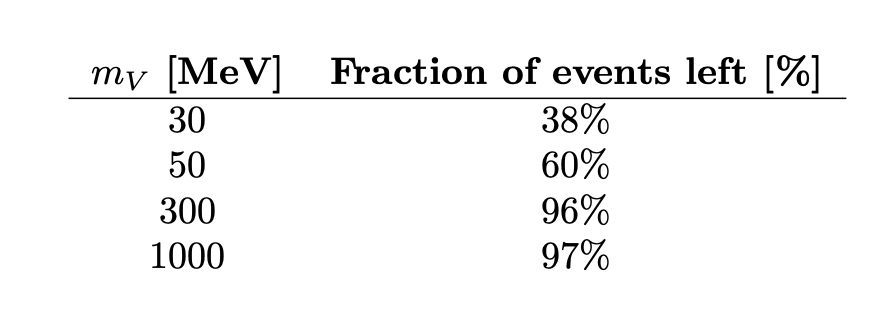 m_V [MeV] Fraction of events left [%]
30 38%
50 60%
300 96%
1000 97%